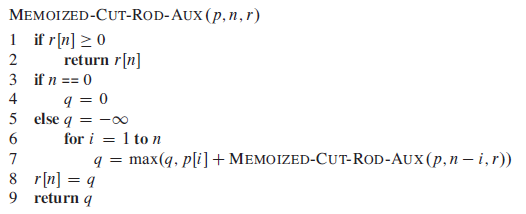 MEMOIZED-CUT-ROD-AUX(p, n, r)
1 if r[n] ≥ 0
2 return r[n]
3 if n == 0
4 q = 0
5 else q = −∞
6 for i = 1 to n
7 q = max(q, p[i] + MEMOIZED-CUT-ROD-AUX(p, n − i, r))
8 r[n] = q
9 return q